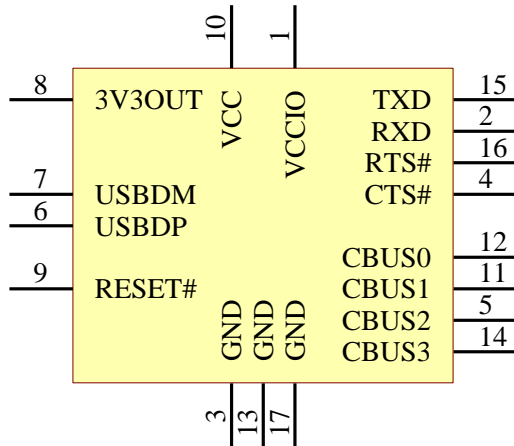 10 1
8 3V3OUT VCC VCCIO TXD 15
RXD 2
RTS# 16
7 USBDM CTS# 4
6 USBDP
CBUS0 12
9 RESET# CBUS1 11
GND GND GND CBUS2 5
CBUS3 14
3 13 17